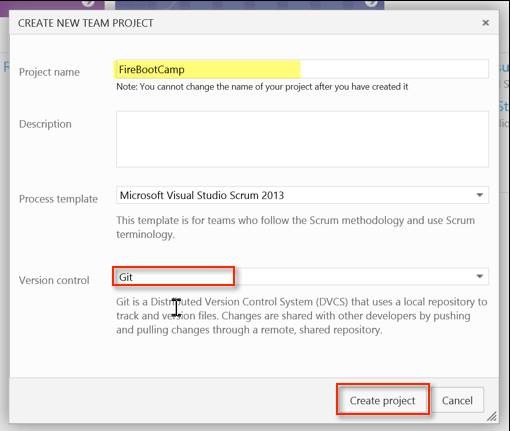 CREATE NEW TEAM PROJECT
Project name
FireBootCamp
Note: You cannot change the name of your project after you have created it
Description
Process template
Microsoft Visual Studio Scrum 2013
This template is for teams who follow the Scrum methodology and use Scrum
terminology.
Version control
Git
Git is a Distributed Version Control System (DVCS) that uses a local repository to
track and version files. Changes are shared with other developers by pushing
and pulling changes through a remote, shared repository.
Create project
Cancel